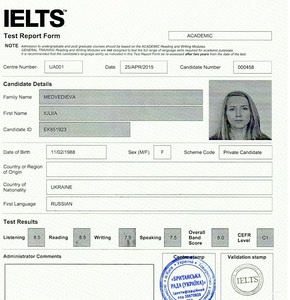 IELTS™
Test Report Form
ACADEMIC
NOTE Admission to undergraduate and post graduate courses should be based on the ACADEMIC Reading and Writing Modules.
GENERAL TRAINING Reading and Writing Modules are not designed to test the full range of language skills required for academic purposes.
It is recommended that the candidate's language ability as indicated in this Test Report Form be re-assessed after two years from the date of the test.
Centre Number UA001 Date 25/APR/2015 Candidate Number 000458
Candidate Details
Family Name MEDVEDIEVA
First Name IULIIA
Candidate ID EK851923
Date of Birth 11/02/1988 Sex (M/F) F Scheme Code Private Candidate
Country or Region
of Origin
Country of
Nationality UKRAINE
First Language RUSSIAN
Test Results
Listening 8.5 Reading Writing Speaking 7.5 Overall
Band
Score 9.0 CEFR
Level C1
Administrator Comments Centre stamp Validation stamp
БРИТАНСЬКА
РАДА (УКРАЇНА)
IELTS